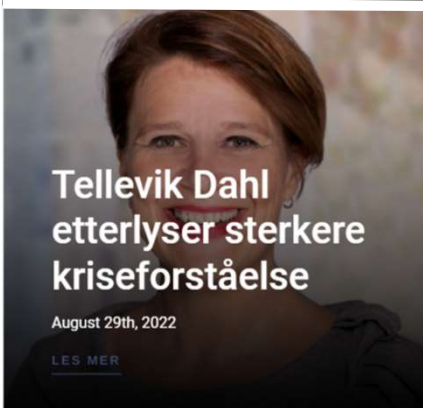 Tellevik Dahl
etterlyser sterkere
kriseforståelse
August 29th, 2022
LES MER